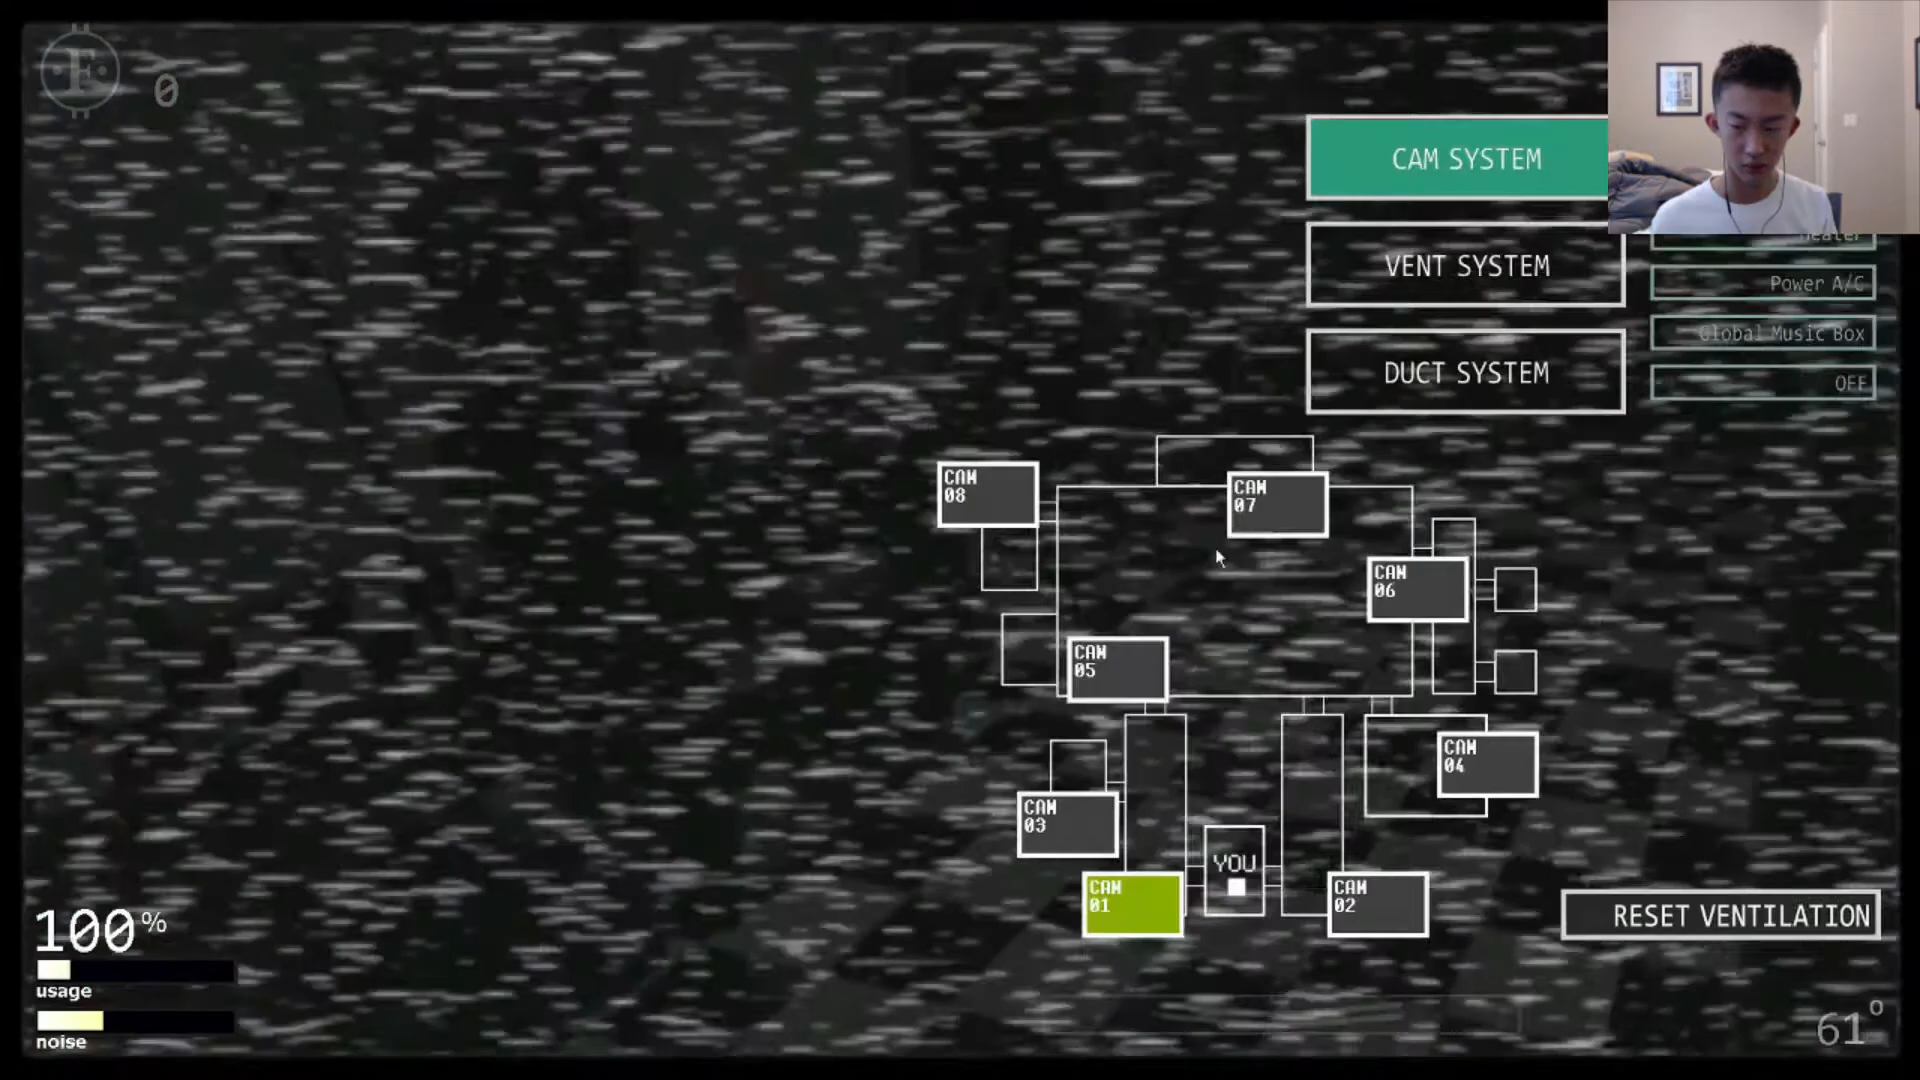 F
0
CAM SYSTEM
VENT SYSTEM
DUCT SYSTEM
Heater
Power A/C
Global Music Box
OFF
CAM
08
CAM
07
CAM
06
CAM
05
CAM
04
CAM
03
YOU
CAM
01
CAM
02
RESET VENTILATION
100%
usage
noise
61°